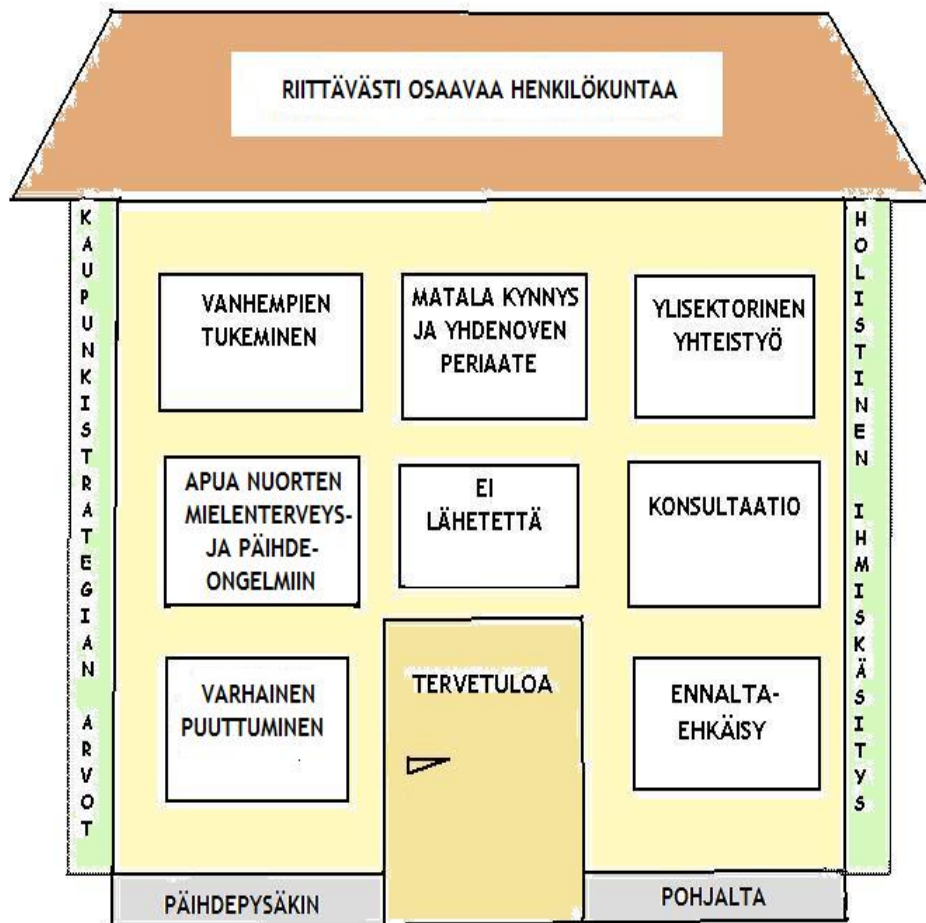 RIITTÄVÄSTI OSAAVAA HENKILÖKUNTAA
KAUPUNKISTRATEGIAN ARVOT
VANHEMPIEN
TUKEMINEN
MATALA KYNNYS
JA YHDENOVEN
PERIAATE
YLISEKTORINEN
YHTEISTYÖ
APUA NUORTEN
MIELENTERVEYS-
JA PÄIHDE-
ONGELMIIN
EI
LÄHETETTÄ
KONSULTAATIO
VARHAINEN
PUUTTUMINEN
TERVETULOA
ENNALTA-
EHKÄISY
HOLISTINEN IHMISKÄSITYS
PÄIHDEPYSÄKIN
POHJALTA